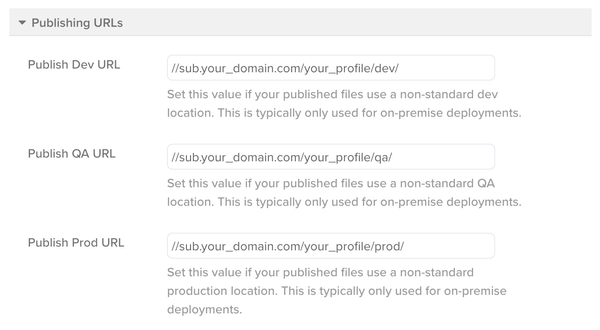 Publishing URLs
Publish Dev URL
//sub.your_domain.com/your_profile/dev/
Set this value if your published files use a non-standard dev
location. This is typically only used for on-premise deployments.
Publish QA URL
//sub.your_domain.com/your_profile/qa/
Set this value if your published files use a non-standard QA
location. This is typically only used for on-premise deployments.
Publish Prod URL
//sub.your_domain.com/your_profile/prod/
Set this value if your published files use a non-standard
production location. This is typically only used for on-premise
deployments.